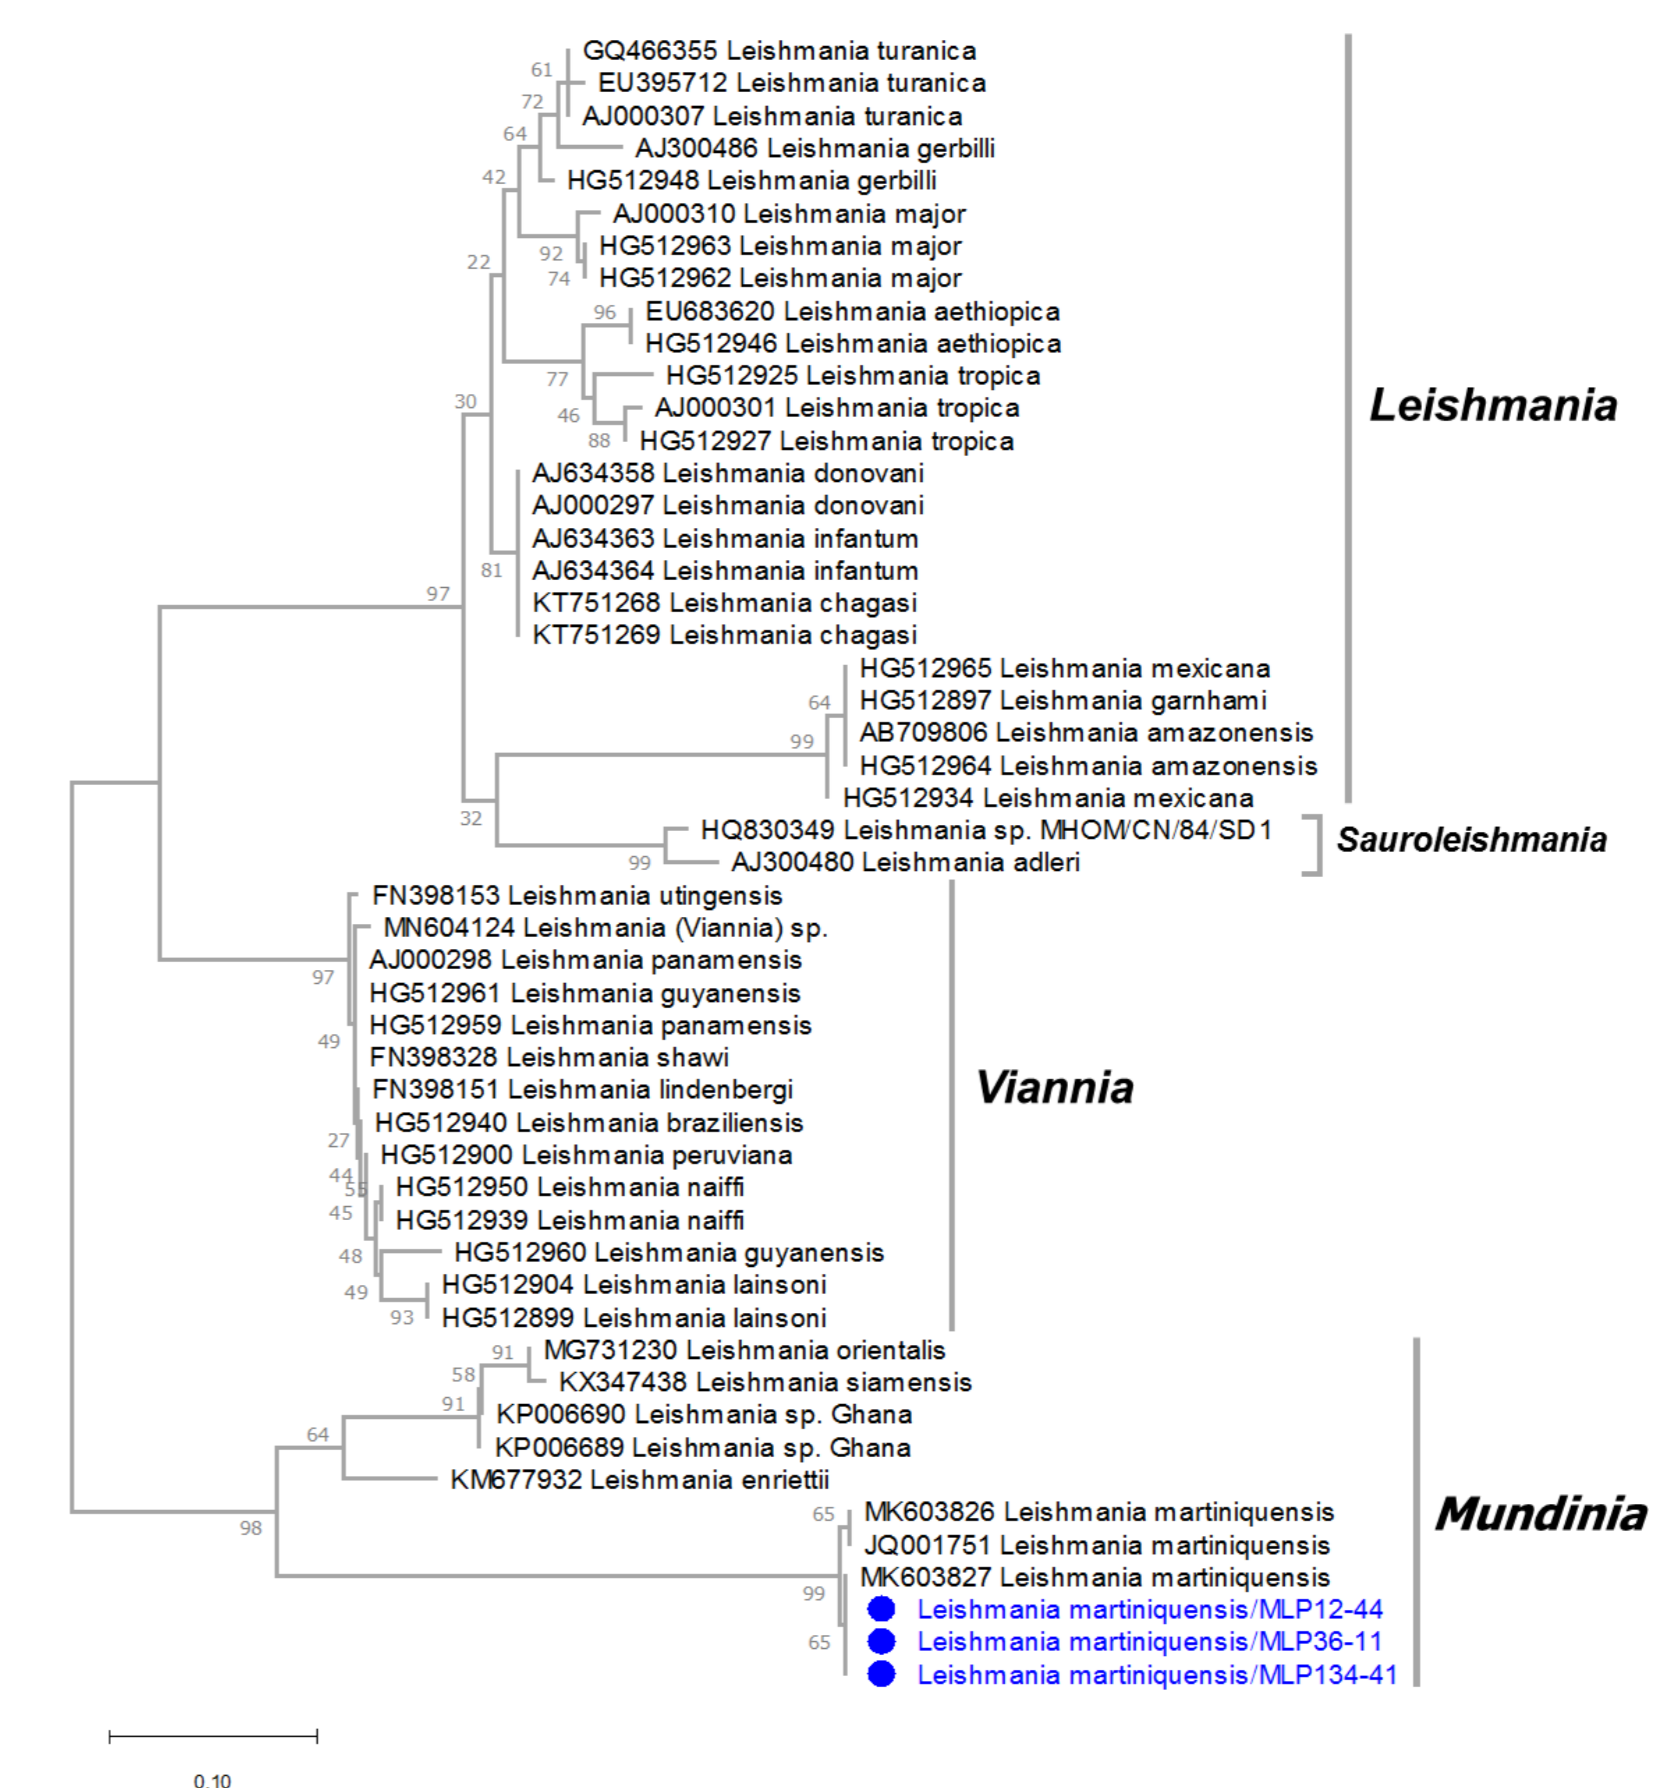 GQ466355 Leishmania turanica
61
EU395712 Leishmania turanica
72
AJ000307 Leishmania turanica
64
AJ300486 Leishmania gerbilli
42
HG512948 Leishmania gerbilli
AJ000310 Leishmania major
92
HG512963 Leishmania major
22
74
HG512962 Leishmania major
96
EU683620 Leishmania aethiopica
HG512946 Leishmania aethiopica
77
HG512925 Leishmania tropica
30
46
AJ000301 Leishmania tropica
Leishmania
88
HG512927 Leishmania tropica
AJ634358 Leishmania donovani
AJ000297 Leishmania donovani
AJ634363 Leishmania infantum
81
AJ634364 Leishmania infantum
97
KT751268 Leishmania chagasi
KT751269 Leishmania chagasi
HG512965 Leishmania mexicana
64
HG512897 Leishmania garnhami
99
AB709806 Leishmania amazonensis
HG512964 Leishmania amazonensis
HG512934 Leishmania mexicana
32
HQ830349 Leishmania sp. MHOM/CN/84/SD1
Sauroleishmania
99
AJ300480 Leishmania adleri
FN398153 Leishmania utingensis
MN604124 Leishmania (Viannia) sp.
AJ000298 Leishmania panamensis
97
HG512961 Leishmania guyanensis
HG512959 Leishmania panamensis
49
FN398328 Leishmania shawi
FN398151 Leishmania lindenbergi
Viannia
HG512940 Leishmania braziliensis
27
HG512900 Leishmania peruviana
44
55
HG512950 Leishmania naiffi
45
HG512939 Leishmania naiffi
48
HG512960 Leishmania guyanensis
49
HG512904 Leishmania lainsoni
93
HG512899 Leishmania lainsoni
91
MG731230 Leishmania orientalis
58
KX347438 Leishmania siamensis
91
KP006690 Leishmania sp. Ghana
64
KP006689 Leishmania sp. Ghana
KM677932 Leishmania enriettii
65
MK603826 Leishmania martiniquensis
98
JQ001751 Leishmania martiniquensis
Mundinia
99
MK603827 Leishmania martiniquensis
Leishmania martiniquensis/MLP12-44
65
Leishmania martiniquensis/MLP36-11
Leishmania martiniquensis/MLP134-41
0.10